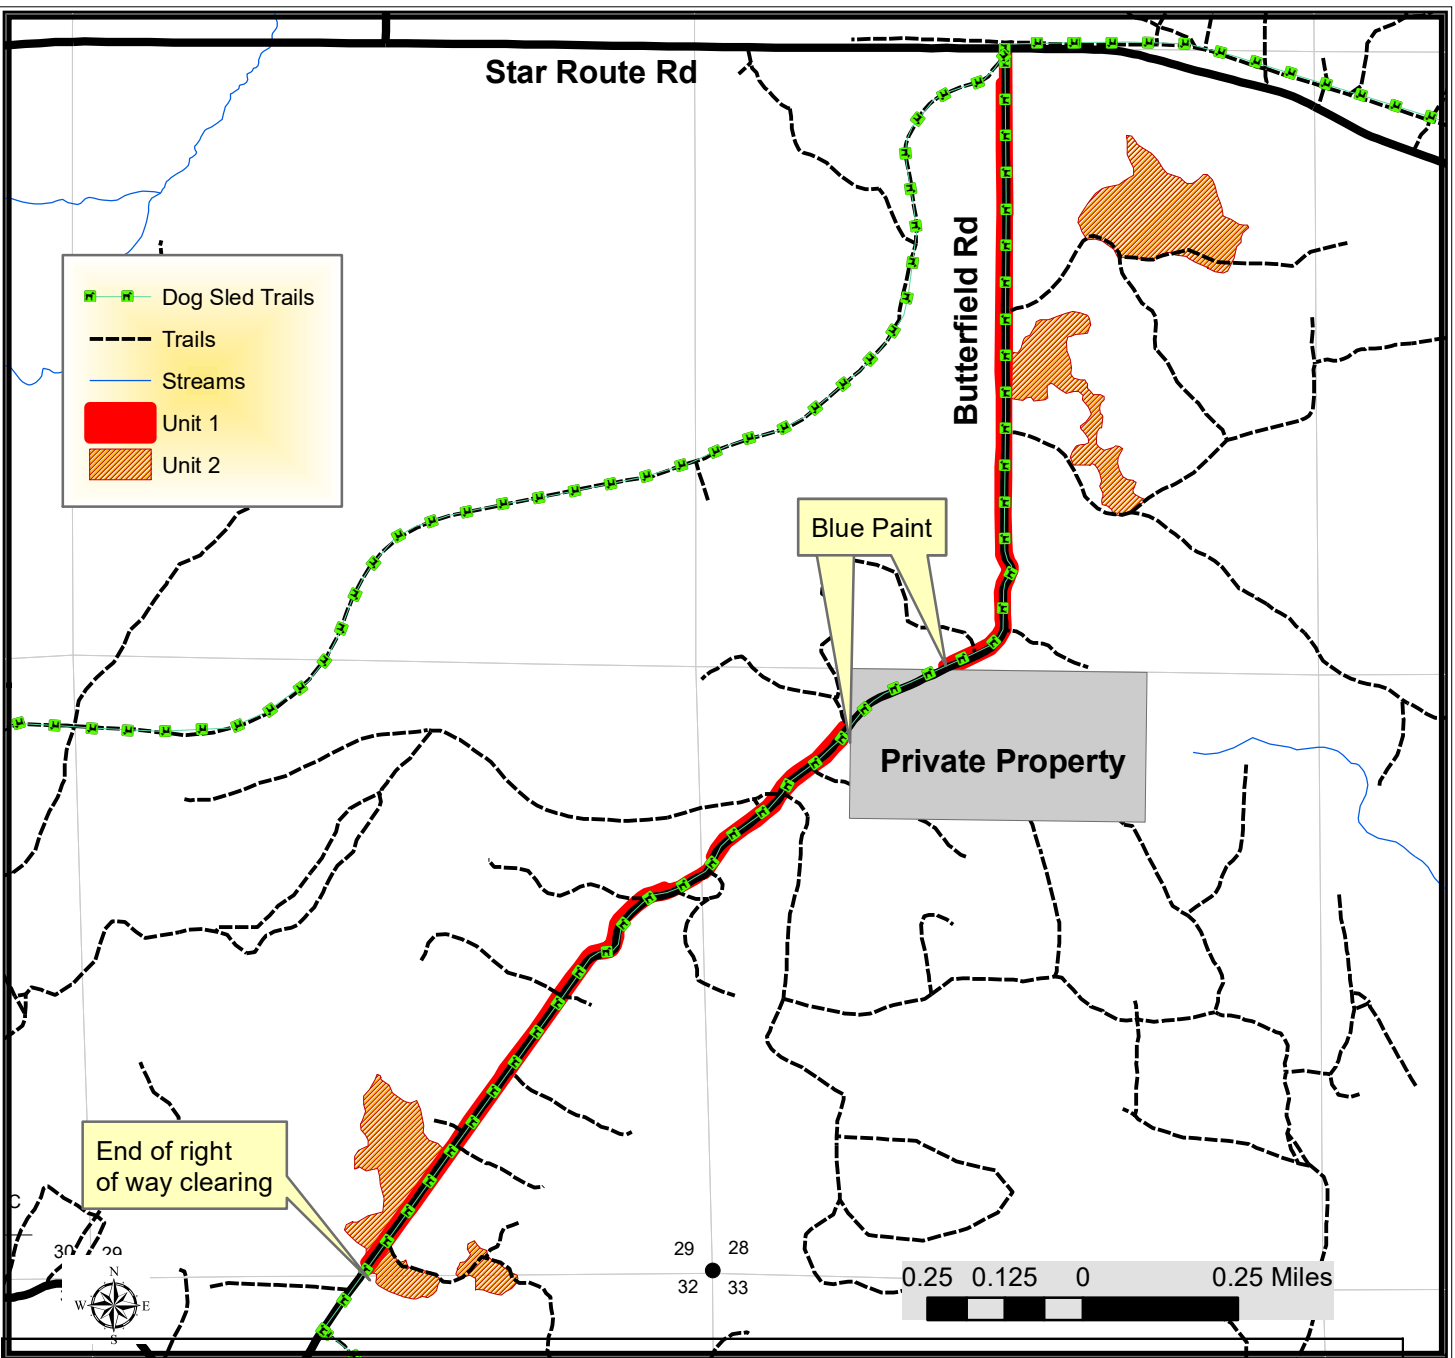 Star Route Rd
Butterfield Rd
Dog Sled Trails
Trails
Streams
Unit 1
Unit 2
Blue Paint
Private Property
End of right
of way clearing
C
30 29
29 28
32 33
N
W E
S
0.25 0.125 0 0.25 Miles